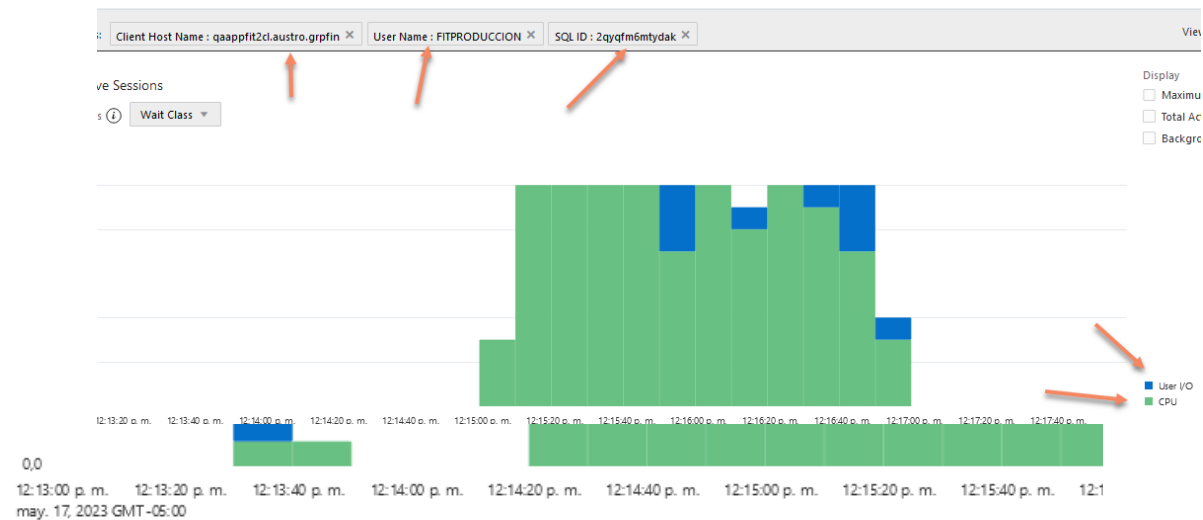 s: Client Host Name : qaappfit2cl.austro.grpfin × User Name : FITPRODUCCION × SQL ID : 2qyqfm6mtydak × View
ve Sessions
Display
s i Wait Class
Maximu
Total Ac
Backgro
User I/O
CPU
12:13:20 p. m. 12:13:40 p. m. 12:14:00 p. m. 12:14:20 p. m. 12:14:40 p. m. 12:15:00 p. m. 12:15:20 p. m. 12:15:40 p. m. 12:16:00 p. m. 12:16:20 p. m. 12:16:40 p. m. 12:17:00 p. m. 12:17:20 p. m. 12:17:40 p. m.
0,0
12:13:00 p. m. 12:13:20 p. m. 12:13:40 p. m. 12:14:00 p. m. 12:14:20 p. m. 12:14:40 p. m. 12:15:00 p. m. 12:15:20 p. m. 12:15:40 p. m. 12:1
may. 17, 2023 GMT-05:00